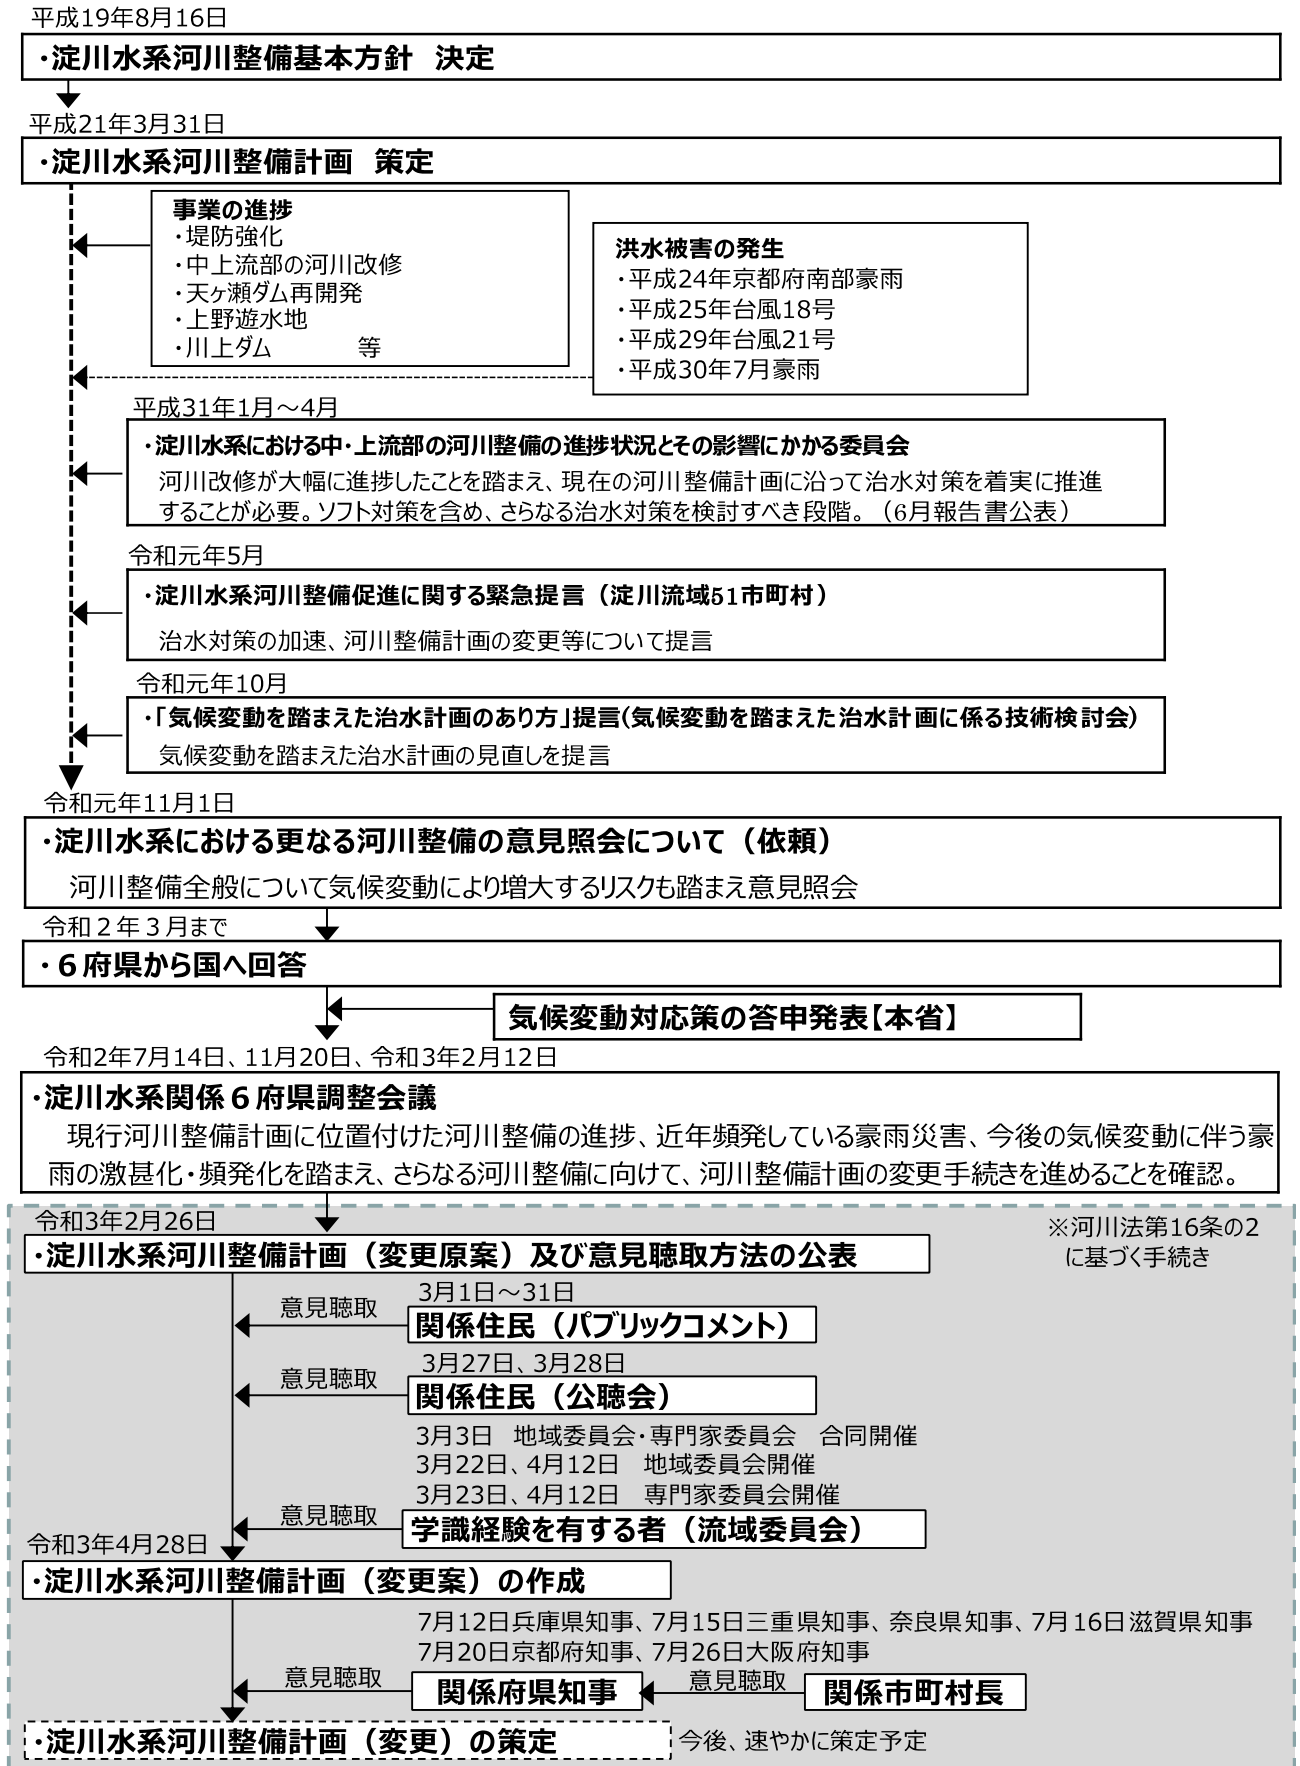 平成19年8月16日
・淀川水系河川整備基本方針　決定
平成21年3月31日
・淀川水系河川整備計画　策定
事業の進捗
・堤防強化
・中上流部の河川改修
・天ヶ瀬ダム再開発
・上野遊水地
・川上ダム　　　　等
洪水被害の発生
・平成24年京都府南部豪雨
・平成25年台風18号
・平成29年台風21号
・平成30年7月豪雨
平成31年1月～4月
・淀川水系における中・上流部の河川整備の進捗状況とその影響にかかる委員会
河川改修が大幅に進捗したことを踏まえ、現在の河川整備計画に沿って治水対策を着実に推進
することが必要。ソフト対策を含め、さらなる治水対策を検討すべき段階。（6月報告書公表）
令和元年5月
・淀川水系河川整備促進に関する緊急提言（淀川流域51市町村）
治水対策の加速、河川整備計画の変更等について提言
令和元年10月
・「気候変動を踏まえた治水計画のあり方」提言(気候変動を踏まえた治水計画に係る技術検討会)
気候変動を踏まえた治水計画の見直しを提言
令和元年11月1日
・淀川水系における更なる河川整備の意見照会について（依頼）
河川整備全般について気候変動により増大するリスクも踏まえ意見照会
令和２年３月まで
・６府県から国へ回答
気候変動対応策の答申発表【本省】
令和2年7月14日、11月20日、令和3年2月12日
・淀川水系関係６府県調整会議
現行河川整備計画に位置付けた河川整備の進捗、近年頻発している豪雨災害、今後の気候変動に伴う豪
雨の激甚化・頻発化を踏まえ、さらなる河川整備に向けて、河川整備計画の変更手続きを進めることを確認。
令和3年2月26日
※河川法第16条の2
に基づく手続き
・淀川水系河川整備計画（変更原案）及び意見聴取方法の公表
3月1日～31日
意見聴取
関係住民（パブリックコメント）
3月27日、3月28日
意見聴取
関係住民（公聴会）
3月3日　地域委員会・専門家委員会　合同開催
3月22日、4月12日　地域委員会開催
3月23日、4月12日　専門家委員会開催
意見聴取
学識経験を有する者（流域委員会）
令和3年4月28日
・淀川水系河川整備計画（変更案）の作成
7月12日兵庫県知事、7月15日三重県知事、奈良県知事、7月16日滋賀県知事
7月20日京都府知事、7月26日大阪府知事
意見聴取
関係府県知事
意見聴取
関係市町村長
・淀川水系河川整備計画（変更）の策定
今後、速やかに策定予定